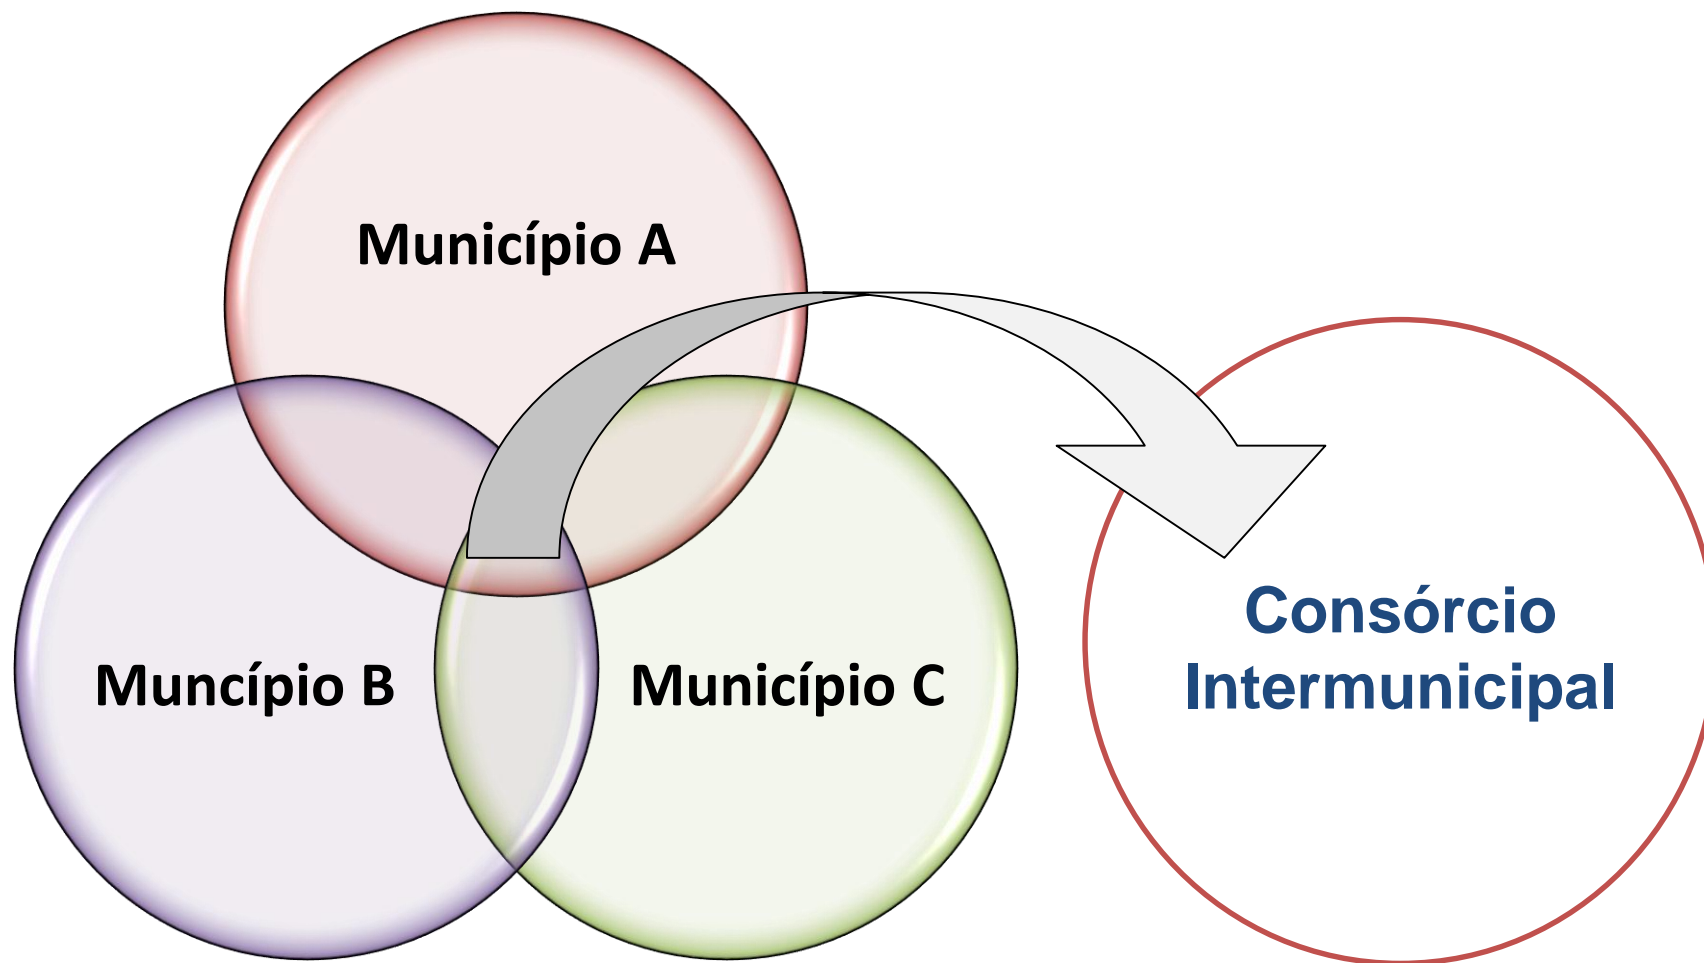 Município A
Muncípio B
Município C
Consórcio
Intermunicipal